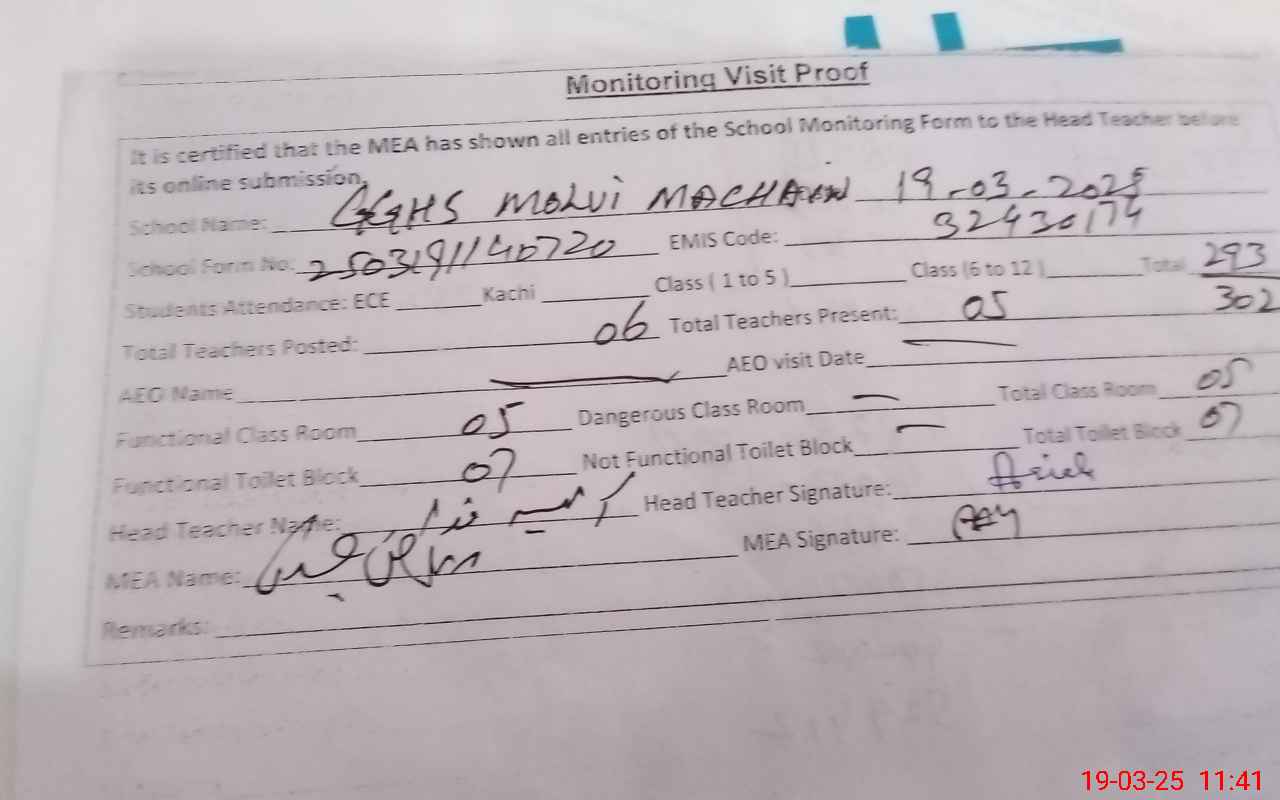 Monitoring Visit Proof
It is certified that the MEA has shown all entries of the School Monitoring Form to the Head Teacher before
its online submission.
School Name: GGHS MOLVI MACHAAN 19-03-2025
School Form No: 250319114 0720 EMIS Code: 32430174
Students Attendance: ECE Kachi Class ( 1 to 5 ) Class (6 to 12 ) Total 293
302
Total Teachers Posted: 06 Total Teachers Present: 05
AEO Name AEO visit Date
Functional Class Room 05 Dangerous Class Room — Total Class Room 05
Functional Toilet Block 07 Not Functional Toilet Block — Total Toilet Block 07
Head Teacher Name: Head Teacher Signature:
MEA Name: MEA Signature:
Remarks:
19-03-25 11:41